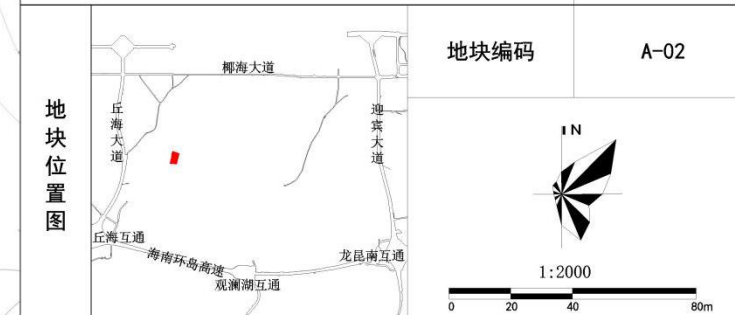 地块位置图
椰海大道
丘海大道
迎宾大道
丘海互通
海南环岛高速
观澜湖互通
龙昆南互通
地块编码
A-02
N
1:2000
0 20 40 80m